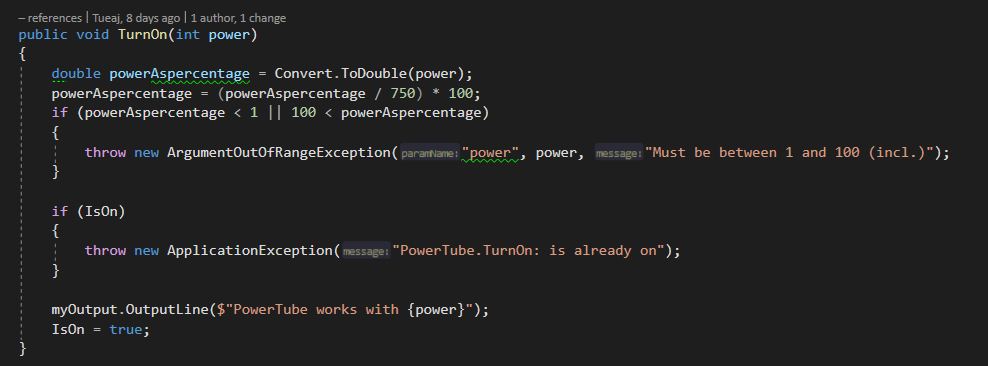 – references | Tueaj, 8 days ago | 1 author, 1 change
public void TurnOn(int power)
{
double powerAspercentage = Convert.ToDouble(power);
powerAspercentage = (powerAspercentage / 750) * 100;
if (powerAspercentage < 1 || 100 < powerAspercentage)
{
throw new ArgumentOutOfRangeException(paramName:"power", power, message:"Must be between 1 and 100 (incl.)");
}
if (IsOn)
{
throw new ApplicationException(message:"PowerTube.TurnOn: is already on");
}
myOutput.OutputLine($"PowerTube works with {power}");
IsOn = true;
}